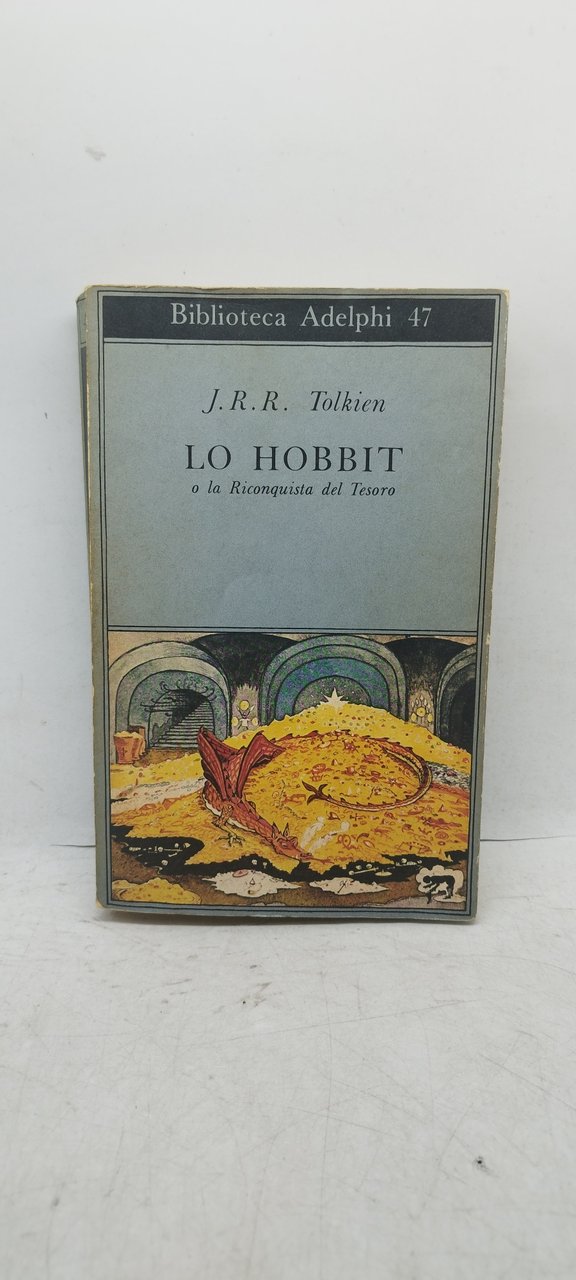 Biblioteca Adelphi 47
J.R.R. Tolkien
LO HOBBIT
o la Riconquista del Tesoro